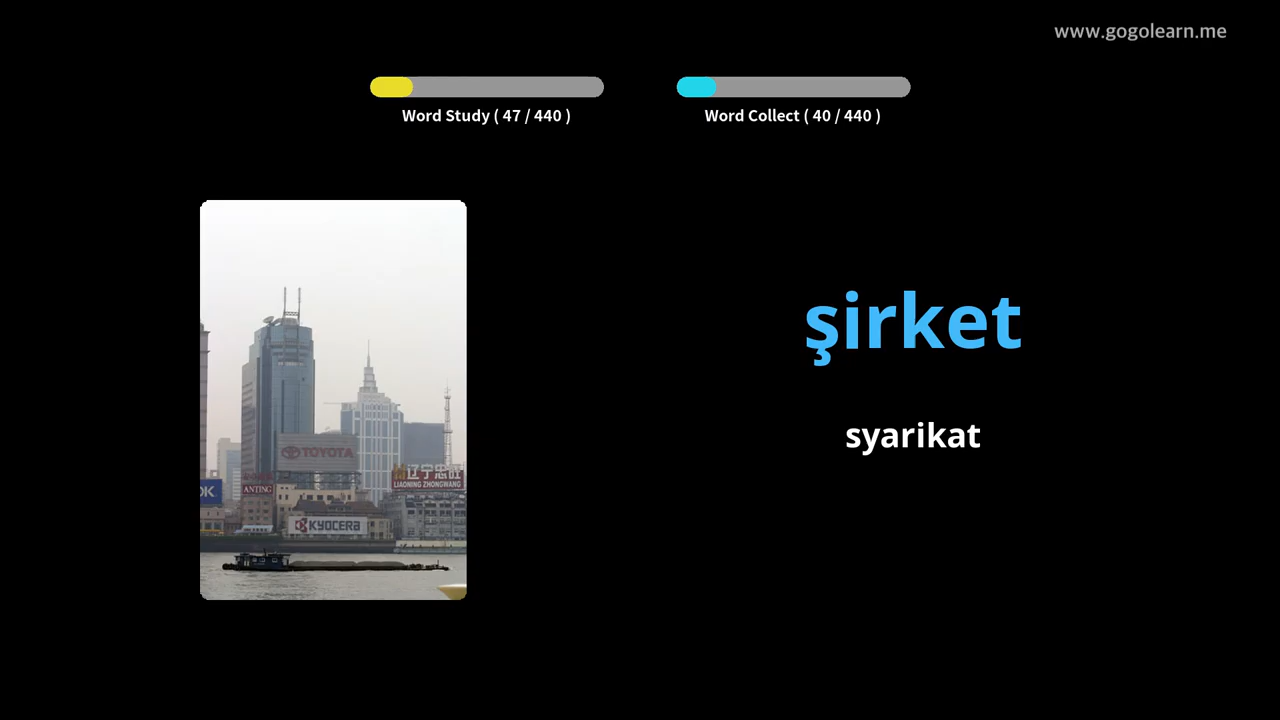 www.gogolearn.me
Word Study ( 47 / 440 )
Word Collect ( 40 / 440 )
şirket
syarikat
TOYOTA
辽宁忠旺
LIAONING ZHONGWANG
OK
ANTING
KYOCERA